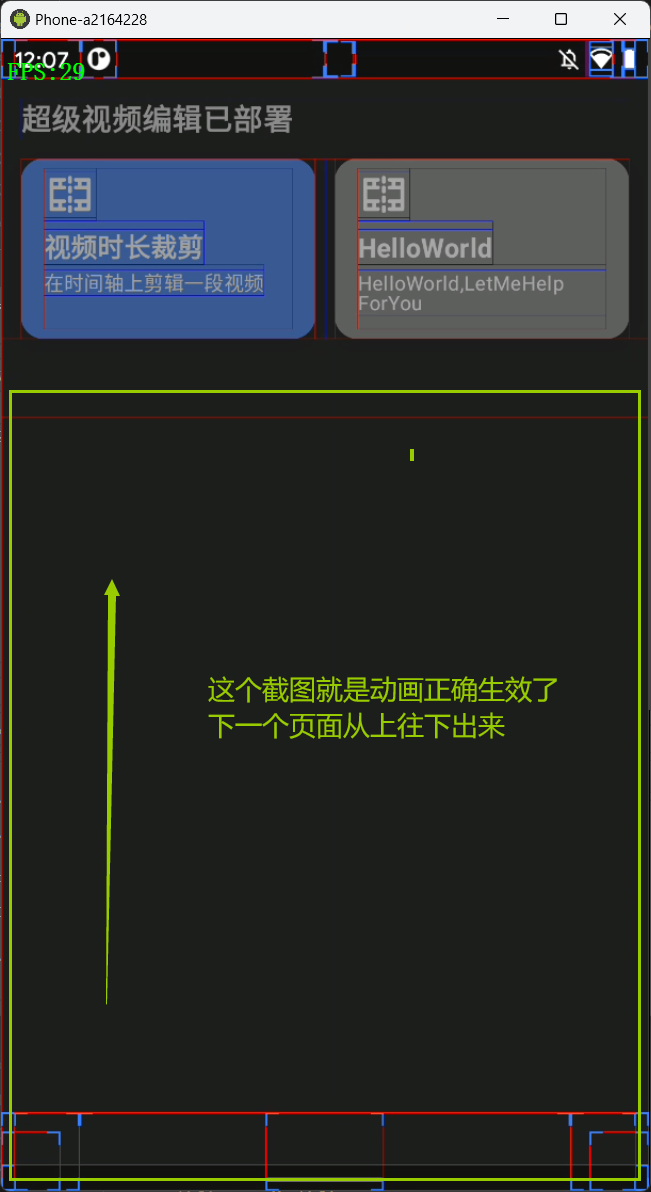 Phone-a2164228
12:07
FPS:29
超级视频编辑已部署
视频时长裁剪
在时间轴上剪辑一段视频
HelloWorld
HelloWorld,LetMeHelp
ForYou
这个截图就是动画正确生效了
下一个页面从上往下出来